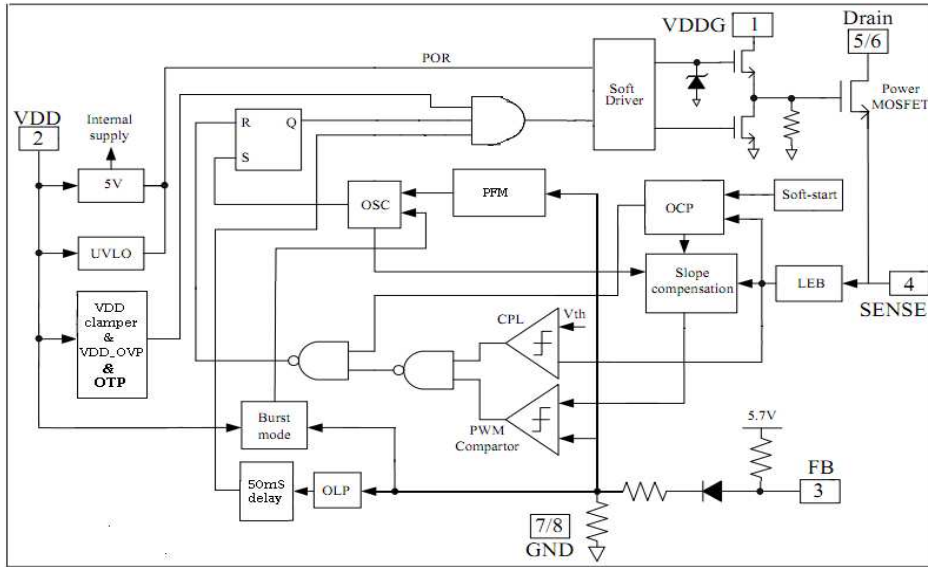 VDDG
1
Drain
5/6
POR
Soft
Driver
Power
MOSFET
VDD
2
Internal
supply
R
Q
S
5V
OSC
PFM
OCP
Soft-start
UVLO
Slope
compensation
LEB
4
SENSE
VDD
clamper
&
VDD_OVP
&
OTP
CPL
Vth
Burst
mode
PWM
Compartor
5.7V
50mS
delay
OLP
FB
3
7/8
GND